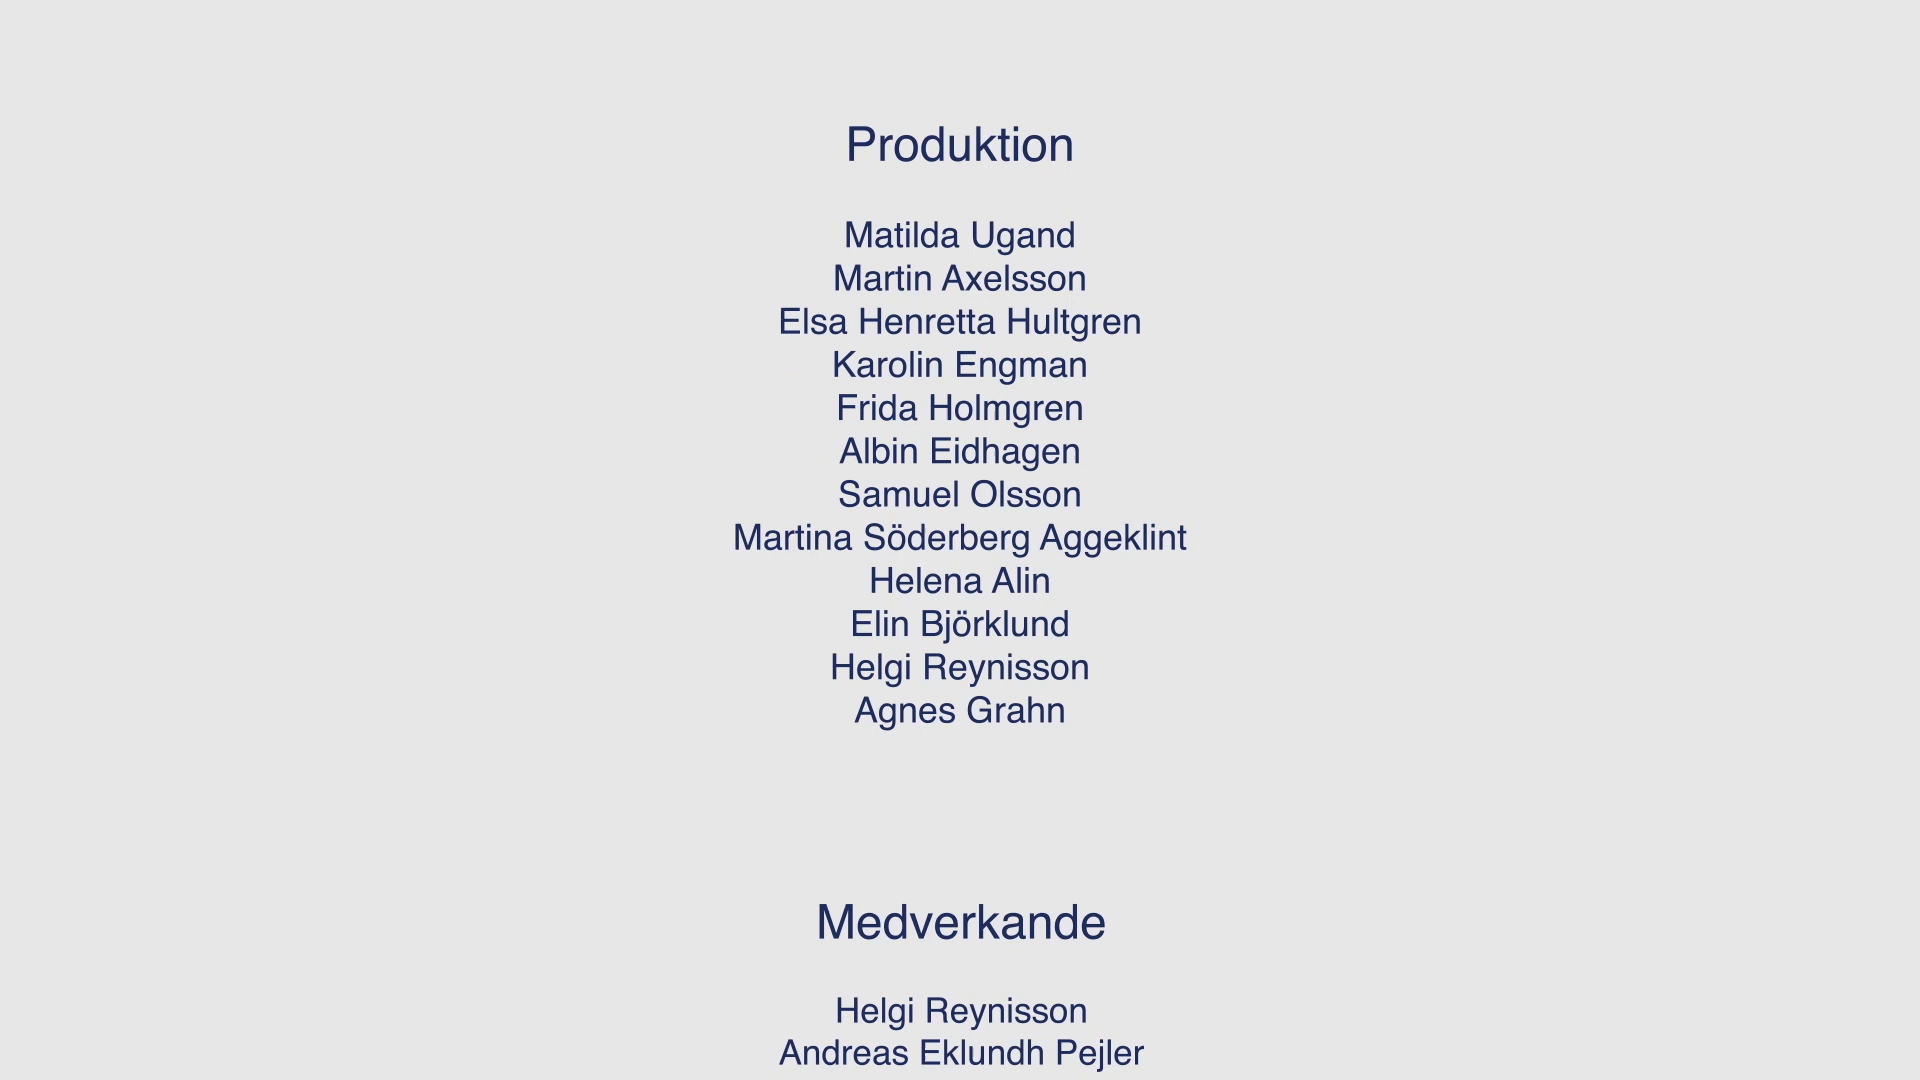 Produktion
Matilda Ugand
Martin Axelsson
Elsa Henretta Hultgren
Karolin Engman
Frida Holmgren
Albin Eidhagen
Samuel Olsson
Martina Söderberg Aggeklint
Helena Alin
Elin Björklund
Helgi Reynisson
Agnes Grahn
Medverkande
Helgi Reynisson
Andreas Eklundh Pejler